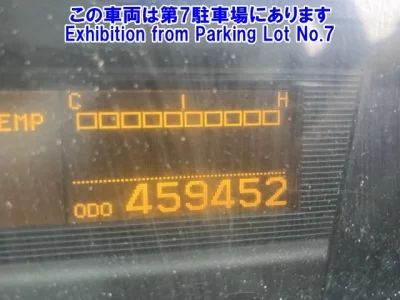 この車両は第7駐車場にあります
Exhibition from Parking Lot No.7
C I H
EMP
ODO 459452